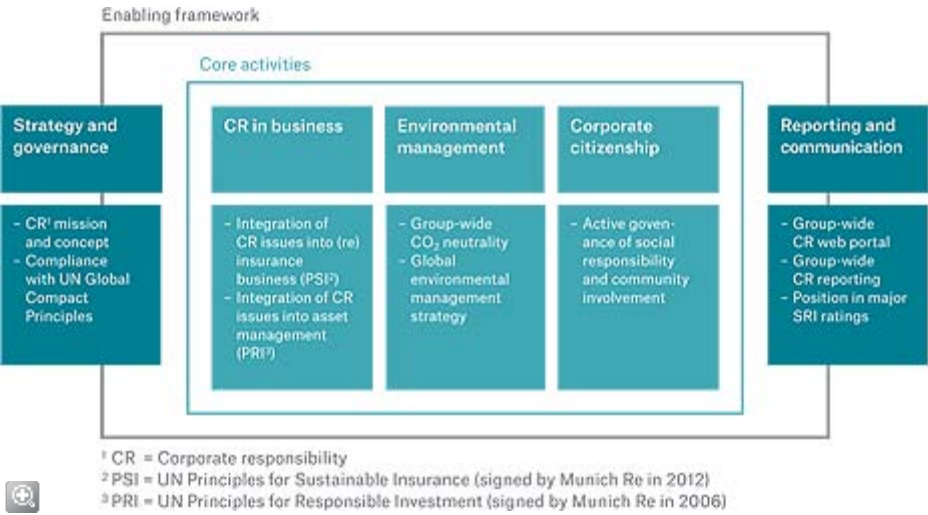 Enabling framework
Core activities
Strategy and
governance
– CR¹ mission
and concept
– Compliance
with UN Global
Compact
Principles
CR in business
– Integration of
CR issues into (re)
insurance
business (PSI²)
– Integration of CR
issues into asset
management
(PRI³)
Environmental
management
– Group-wide
CO₂ neutrality
– Global
environmental
management
strategy
Corporate
citizenship
– Active gover-
nance of social
responsibility
and community
involvement
Reporting and
communication
– Group-wide
CR web portal
– Group-wide
CR reporting
– Position in major
SRI ratings
¹ CR = Corporate responsibility
² PSI = UN Principles for Sustainable Insurance (signed by Munich Re in 2012)
³ PRI = UN Principles for Responsible Investment (signed by Munich Re in 2006)